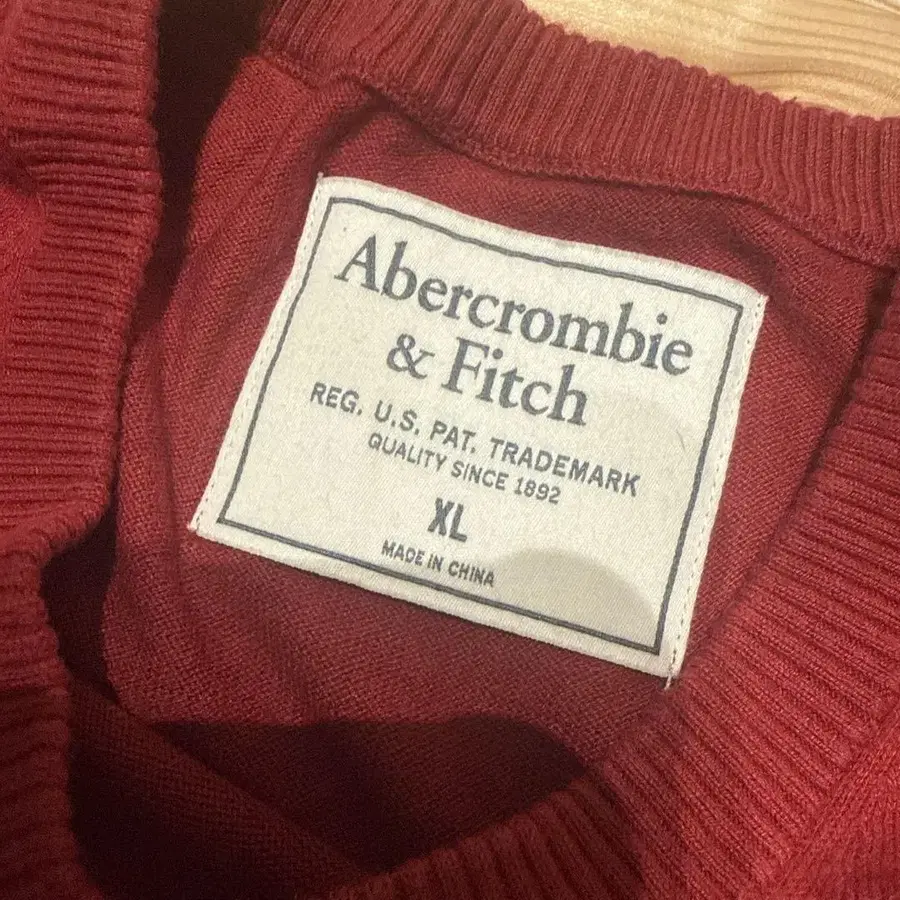 Abercrombie
& Fitch
REG. U.S. PAT. TRADEMARK
QUALITY SINCE 1892
XL
MADE IN CHINA